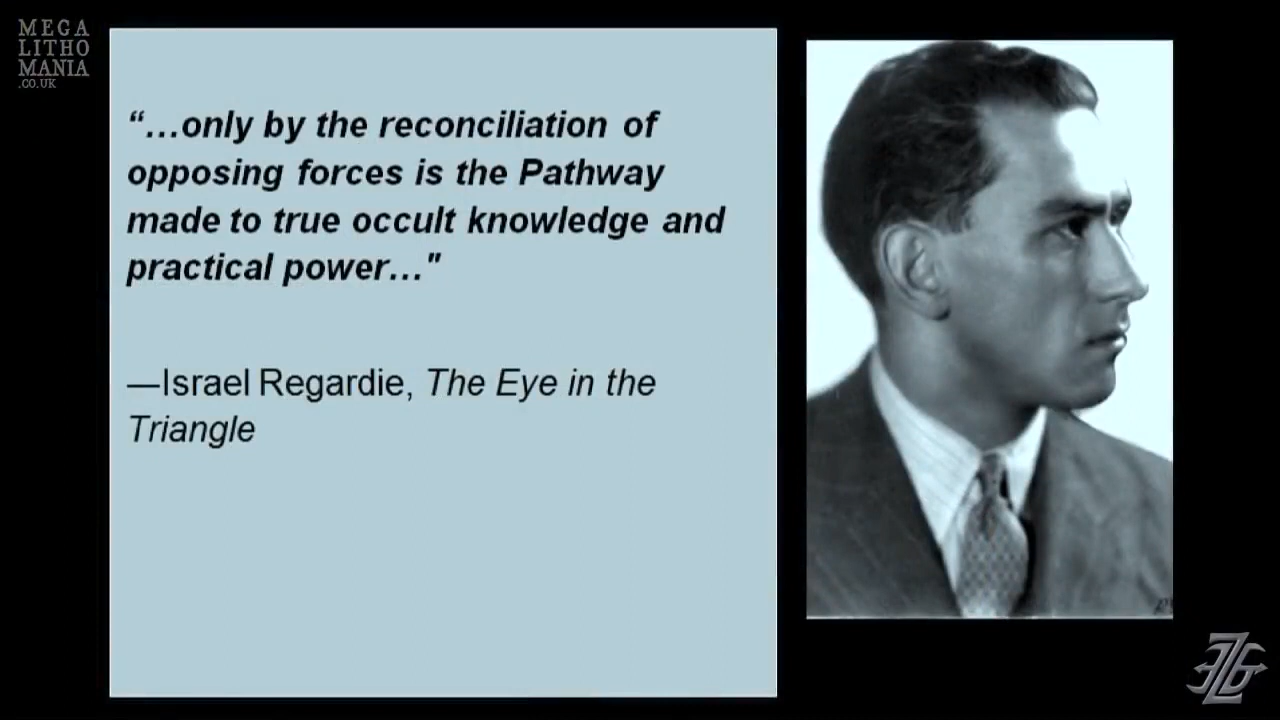 MEGA
LITHO
MANIA
.CO.UK
“…only by the reconciliation of
opposing forces is the Pathway
made to true occult knowledge and
practical power…"
—Israel Regardie, The Eye in the
Triangle